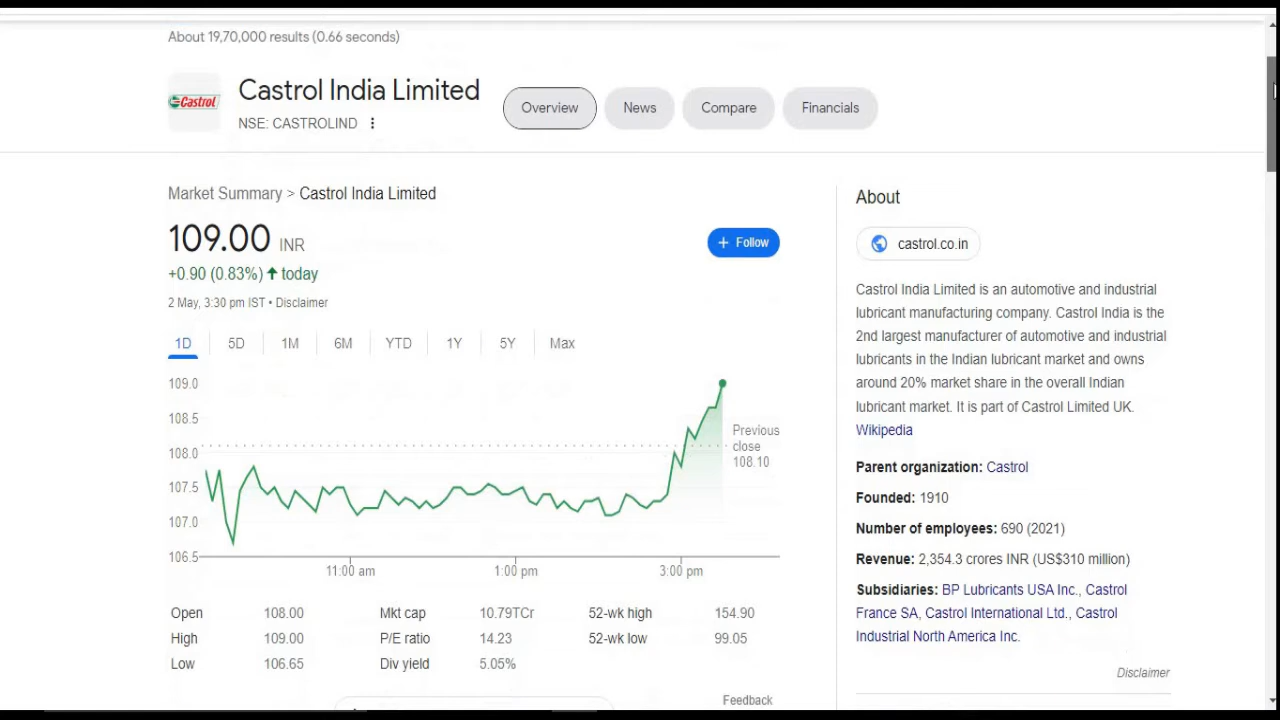 About 19,70,000 results (0.66 seconds)
Castrol
Castrol India Limited
NSE: CASTROLIND
Overview
News
Compare
Financials
Market Summary > Castrol India Limited
109.00 INR
+0.90 (0.83%) ↑ today
2 May, 3:30 pm IST • Disclaimer
+ Follow
1D 5D 1M 6M YTD 1Y 5Y Max
109.0
108.5
108.0
107.5
107.0
106.5
Previous
close
108.10
11:00 am 1:00 pm 3:00 pm
Open 108.00 Mkt cap 10.79TCr 52-wk high 154.90
High 109.00 P/E ratio 14.23 52-wk low 99.05
Low 106.65 Div yield 5.05%
Feedback
About
castrol.co.in
Castrol India Limited is an automotive and industrial
lubricant manufacturing company. Castrol India is the
2nd largest manufacturer of automotive and industrial
lubricants in the Indian lubricant market and owns
around 20% market share in the overall Indian
lubricant market. It is part of Castrol Limited UK.
Wikipedia
Parent organization: Castrol
Founded: 1910
Number of employees: 690 (2021)
Revenue: 2,354.3 crores INR (US$310 million)
Subsidiaries: BP Lubricants USA Inc., Castrol
France SA, Castrol International Ltd., Castrol
Industrial North America Inc.
Disclaimer